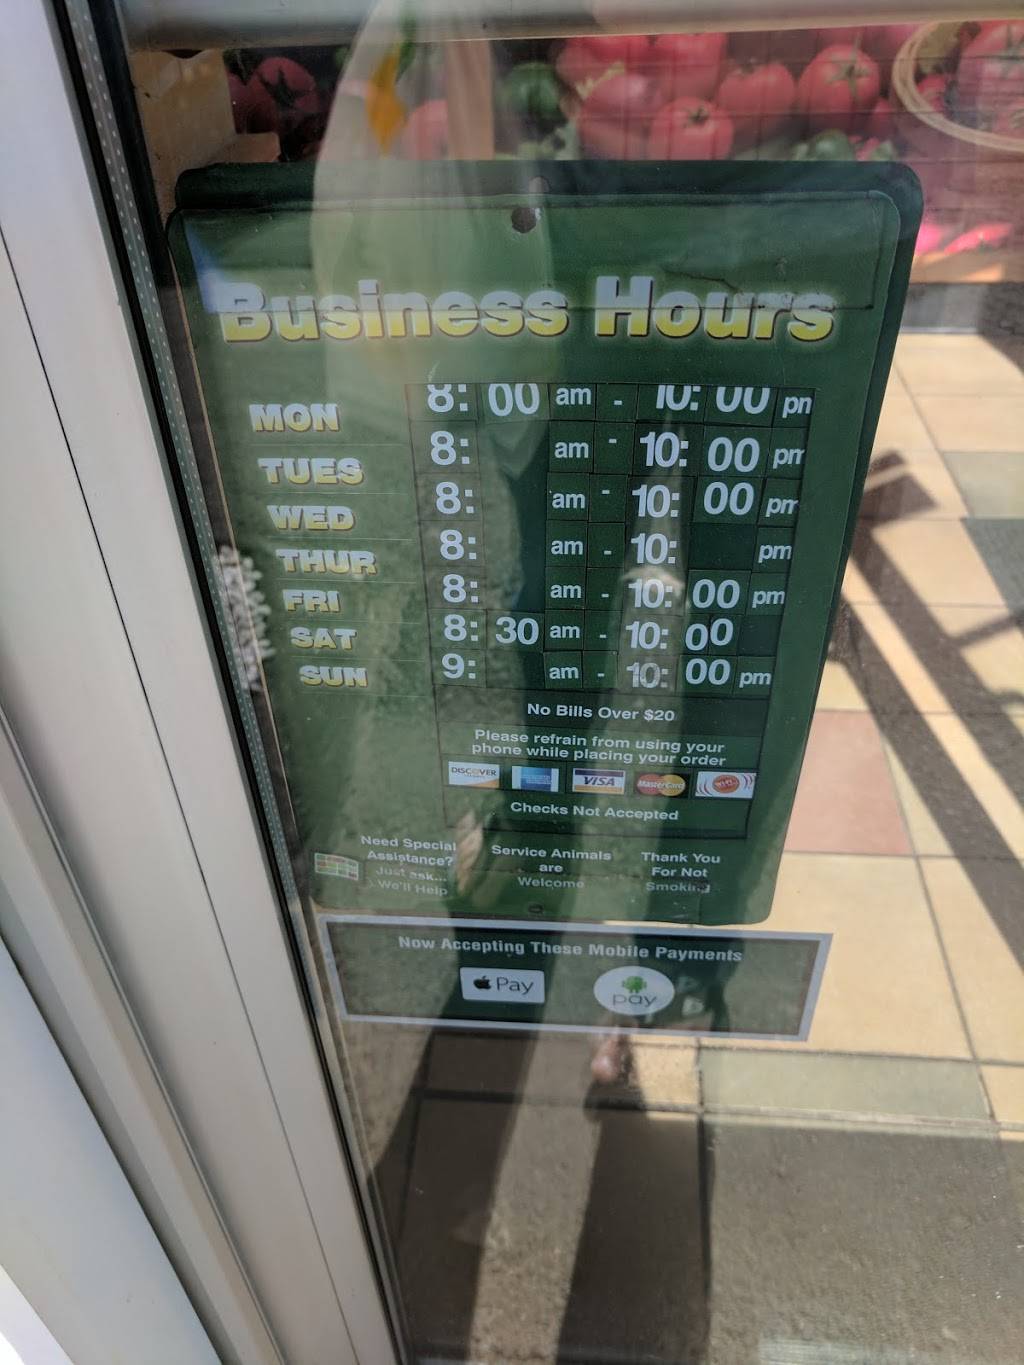 Business Hours
MON 8: 00 am - 10: 00 pm
TUES 8: am - 10: 00 pm
WED 8: am - 10: 00 pm
THUR 8: am - 10: pm
FRI 8: am - 10: 00 pm
SAT 8: 30 am - 10: 00
SUN 9: am - 10: 00 pm
No Bills Over $20
Please refrain from using your
phone while placing your order
DISCOVER VISA MasterCard
Checks Not Accepted
Need Special
Assistance?
Just ask...
We'll Help
Service Animals
are
Welcome
Thank You
For Not
Smoking
Now Accepting These Mobile Payments
Pay pay